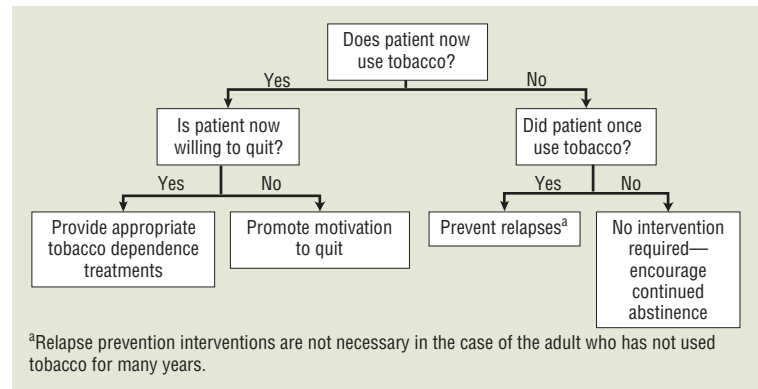 Does patient now
use tobacco?
Yes
No
Is patient now
willing to quit?
Did patient once
use tobacco?
Yes
No
Yes
No
Provide appropriate
tobacco dependence
treatments
Promote motivation
to quit
Prevent relapsesᵃ
No intervention
required—
encourage
continued
abstinence
ᵃRelapse prevention interventions are not necessary in the case of the adult who has not used
tobacco for many years.